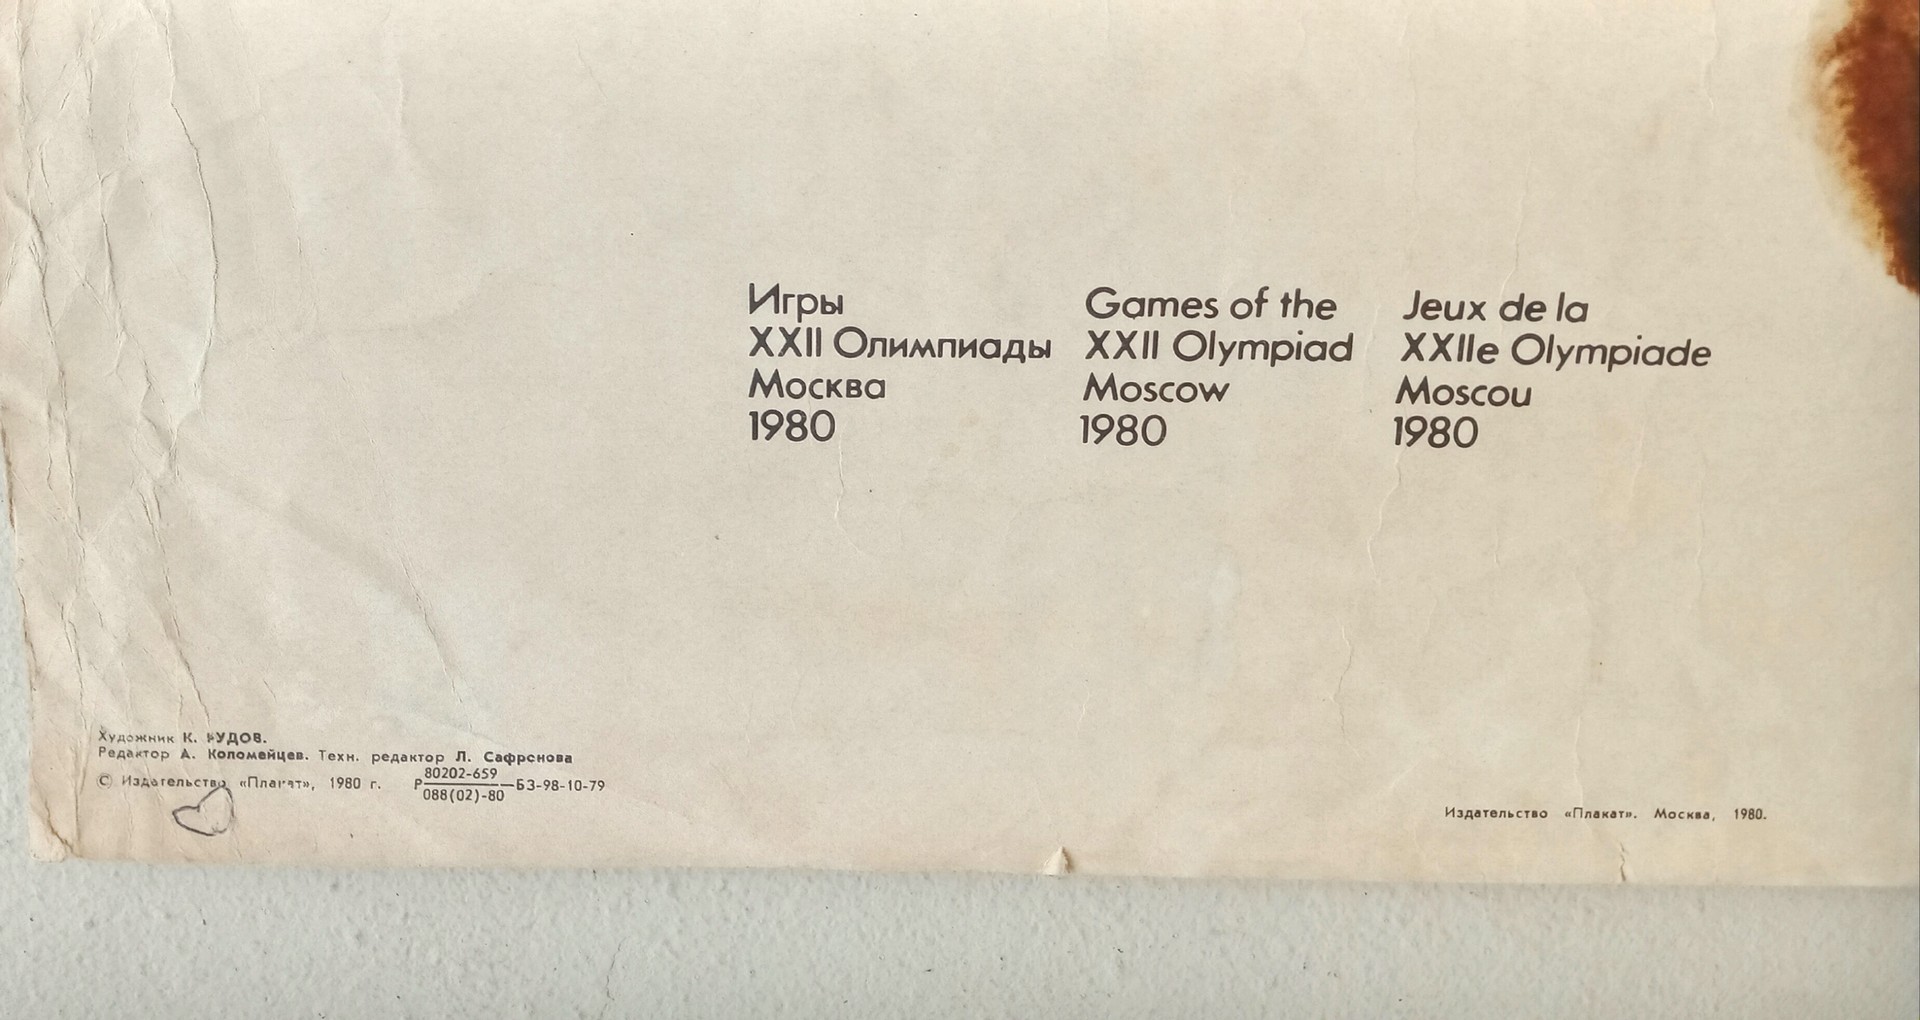 Игры
XXII Олимпиады
Москва
1980
Games of the
XXII Olympiad
Moscow
1980
Jeux de la
XXIIe Olympiade
Moscou
1980
Художник К.
Редактор А. Коломейцев. Техн. редактор Л. Сафронова
© Издательство «Плакат», 1980 г. Р 80202-659
088(02)-80 —БЗ-98-10-79
Издательство «Плакат». Москва, 1980.